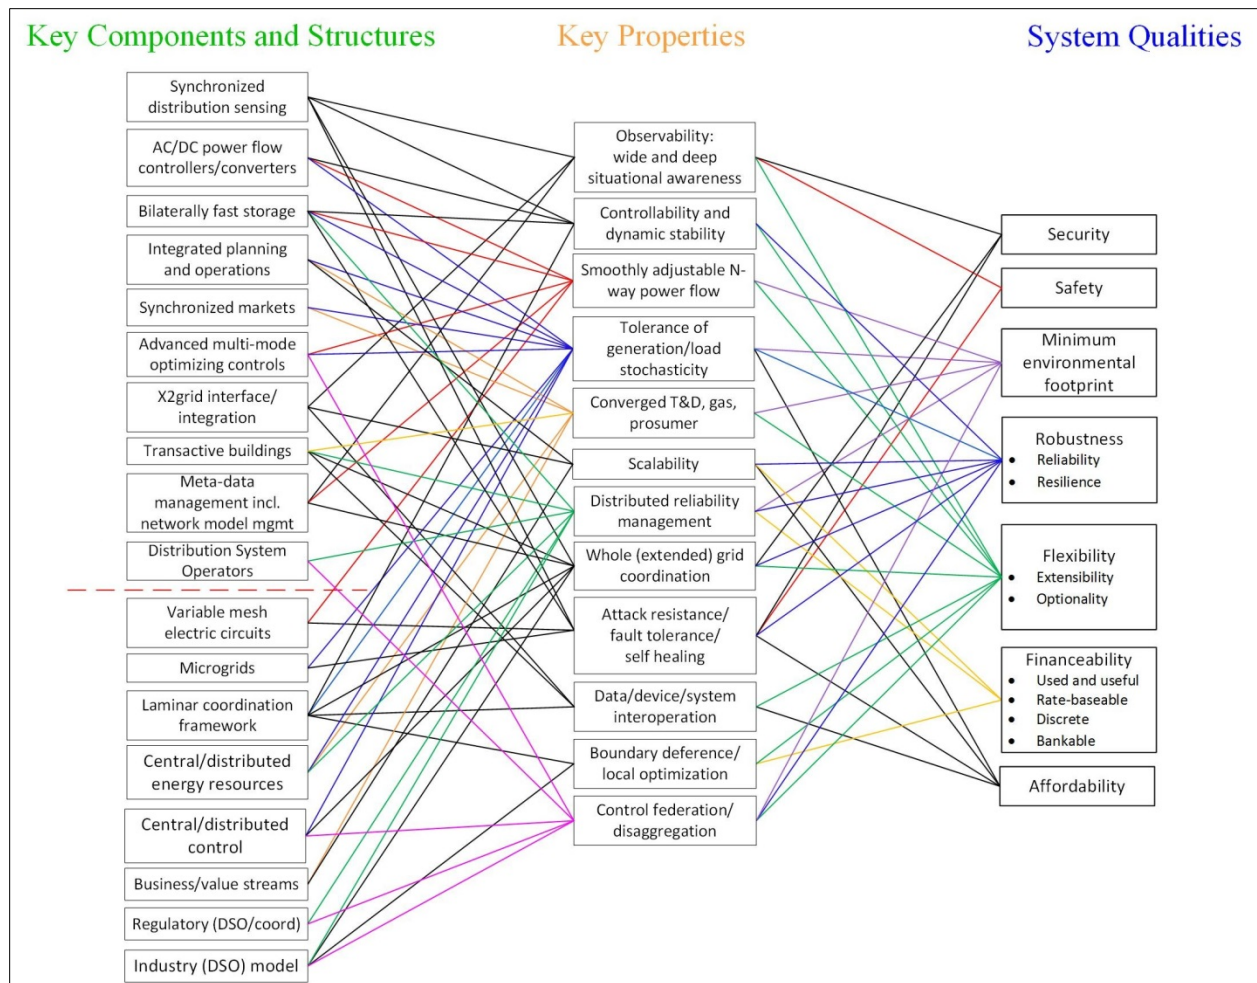 Key Components and Structures
Key Properties
System Qualities
Synchronized
distribution sensing
AC/DC power flow
controllers/converters
Bilaterally fast storage
Integrated planning
and operations
Synchronized markets
Advanced multi-mode
optimizing controls
X2grid interface/
integration
Transactive buildings
Meta-data
management incl.
network model mgmt
Distribution System
Operators
Variable mesh
electric circuits
Microgrids
Laminar coordination
framework
Central/distributed
energy resources
Central/distributed
control
Business/value streams
Regulatory (DSO/coord)
Industry (DSO) model
Observability:
wide and deep
situational awareness
Controllability and
dynamic stability
Smoothly adjustable N-
way power flow
Tolerance of
generation/load
stochasticity
Converged T&D, gas,
prosumer
Scalability
Distributed reliability
management
Whole (extended) grid
coordination
Attack resistance/
fault tolerance/
self healing
Data/device/system
interoperation
Boundary deference/
local optimization
Control federation/
disaggregation
Security
Safety
Minimum
environmental
footprint
Robustness
• Reliability
• Resilience
Flexibility
• Extensibility
• Optionality
Financeability
• Used and useful
• Rate-baseable
• Discrete
• Bankable
Affordability